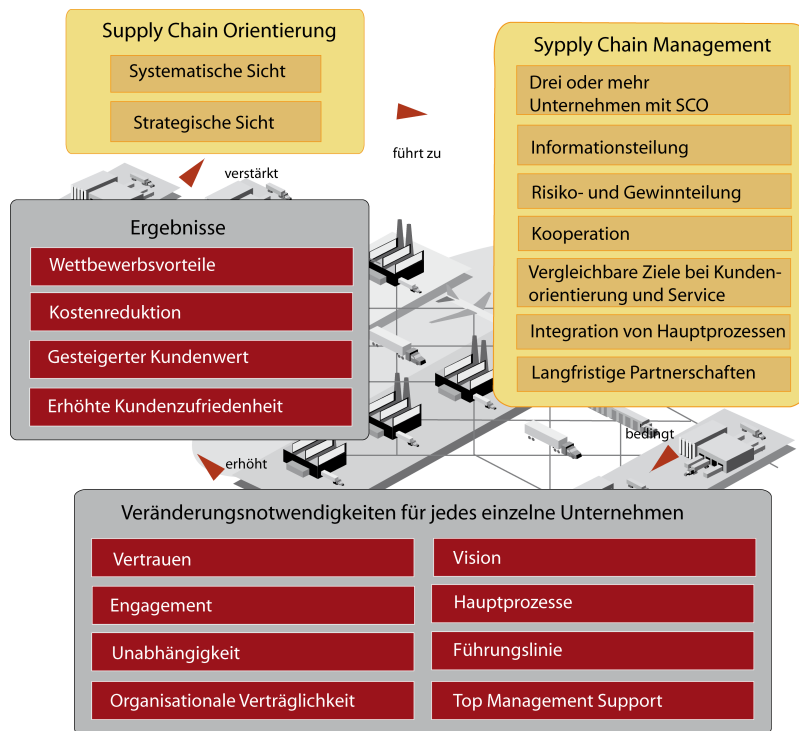 Supply Chain Orientierung
Systematische Sicht
Strategische Sicht
führt zu
Sypply Chain Management
Drei oder mehr
Unternehmen mit SCO
Informationsteilung
Risiko- und Gewinnteilung
Kooperation
Vergleichbare Ziele bei Kunden-
orientierung und Service
Integration von Hauptprozessen
Langfristige Partnerschaften
verstärkt
Ergebnisse
Wettbewerbsvorteile
Kostenreduktion
Gesteigerter Kundenwert
Erhöhte Kundenzufriedenheit
bedingt
erhöht
Veränderungsnotwendigkeiten für jedes einzelne Unternehmen
Vertrauen
Engagement
Unabhängigkeit
Organisationale Verträglichkeit
Vision
Hauptprozesse
Führungslinie
Top Management Support